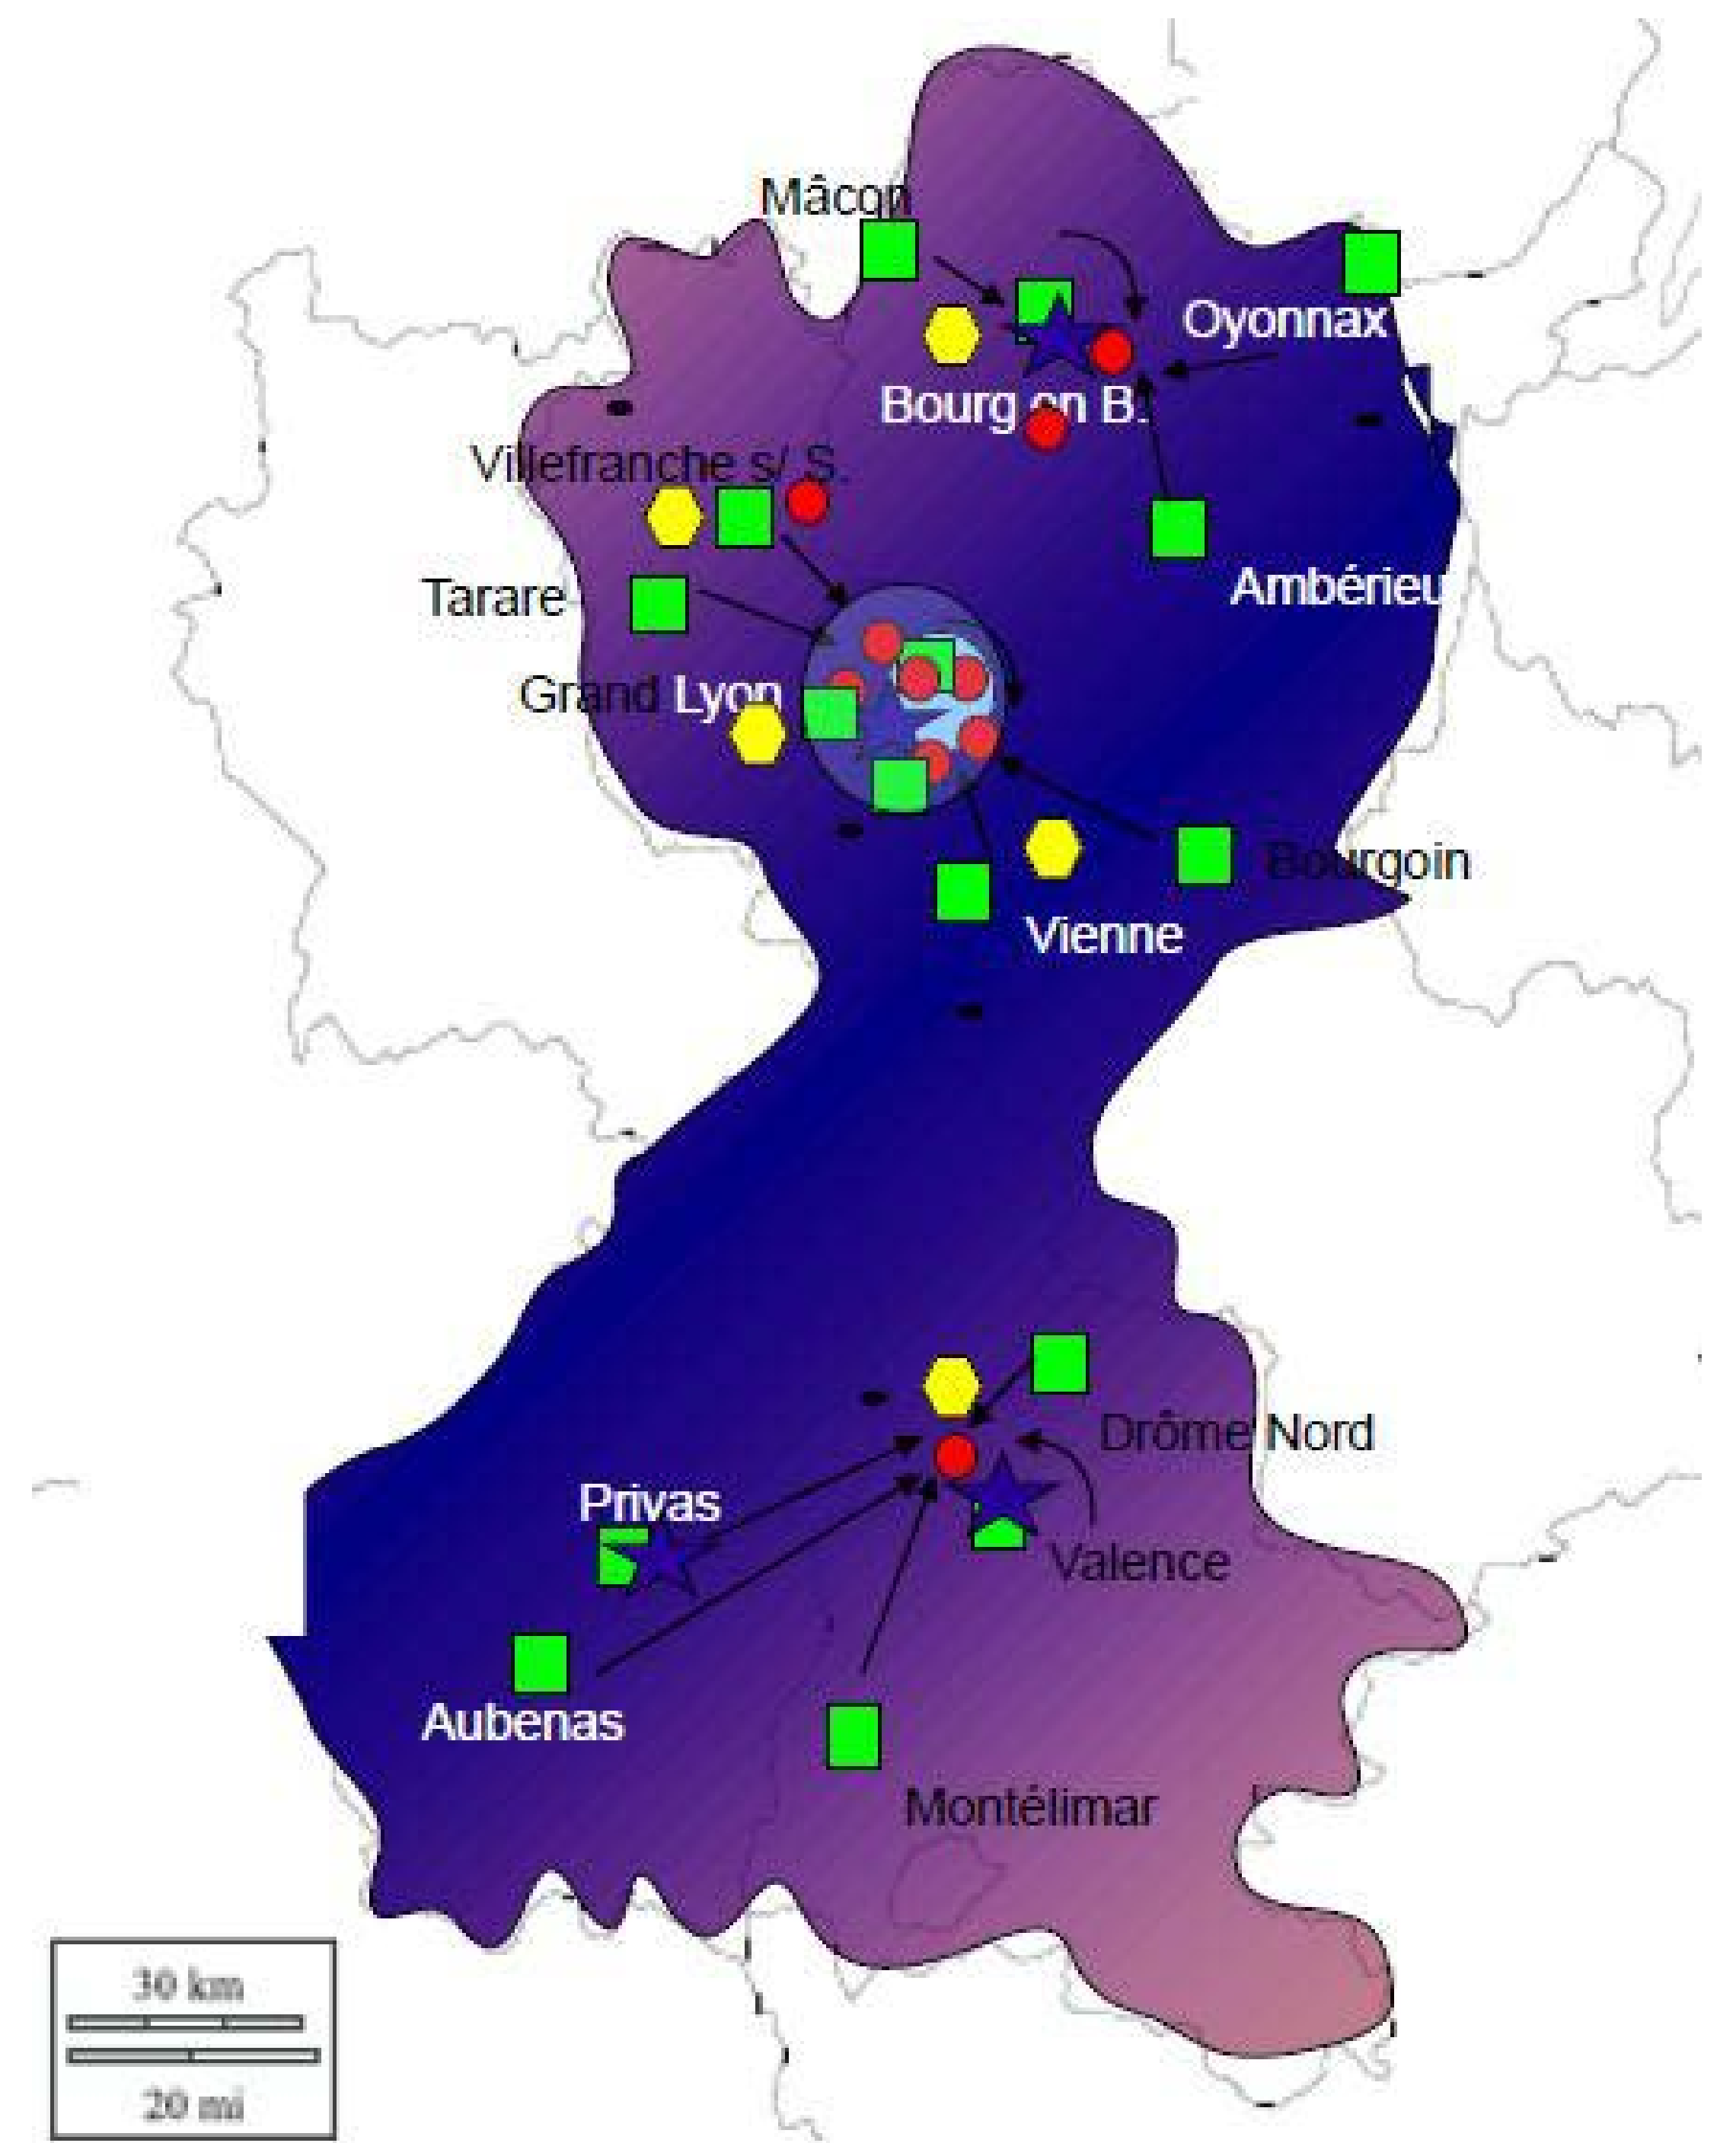 Mâcon
Oyonnax
Bourg en B.
Villefranche s/ S.
Ambérieu
Tarare
Grand Lyon
Bourgoin
Vienne
Drôme Nord
Privas
Valence
Aubenas
Montélimar
30 km
20 mi